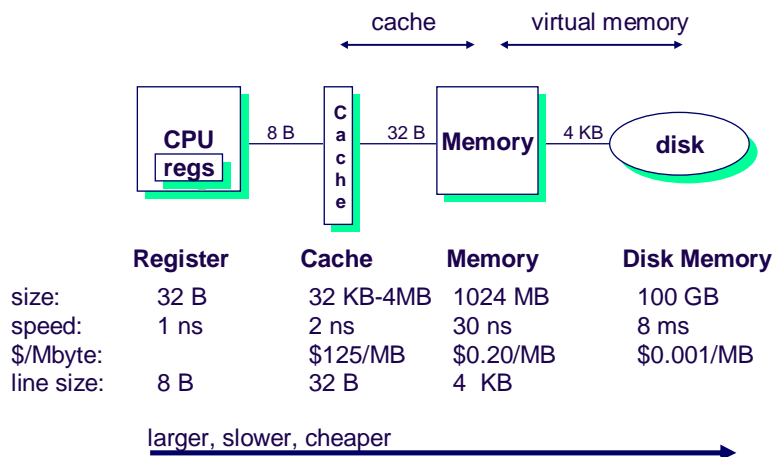 cache virtual memory
CPU
regs
8 B
Cache
32 B
Memory
4 KB
disk
Register Cache Memory Disk Memory
size: 32 B 32 KB-4MB 1024 MB 100 GB
speed: 1 ns 2 ns 30 ns 8 ms
$/Mbyte: $125/MB $0.20/MB $0.001/MB
line size: 8 B 32 B 4 KB
larger, slower, cheaper